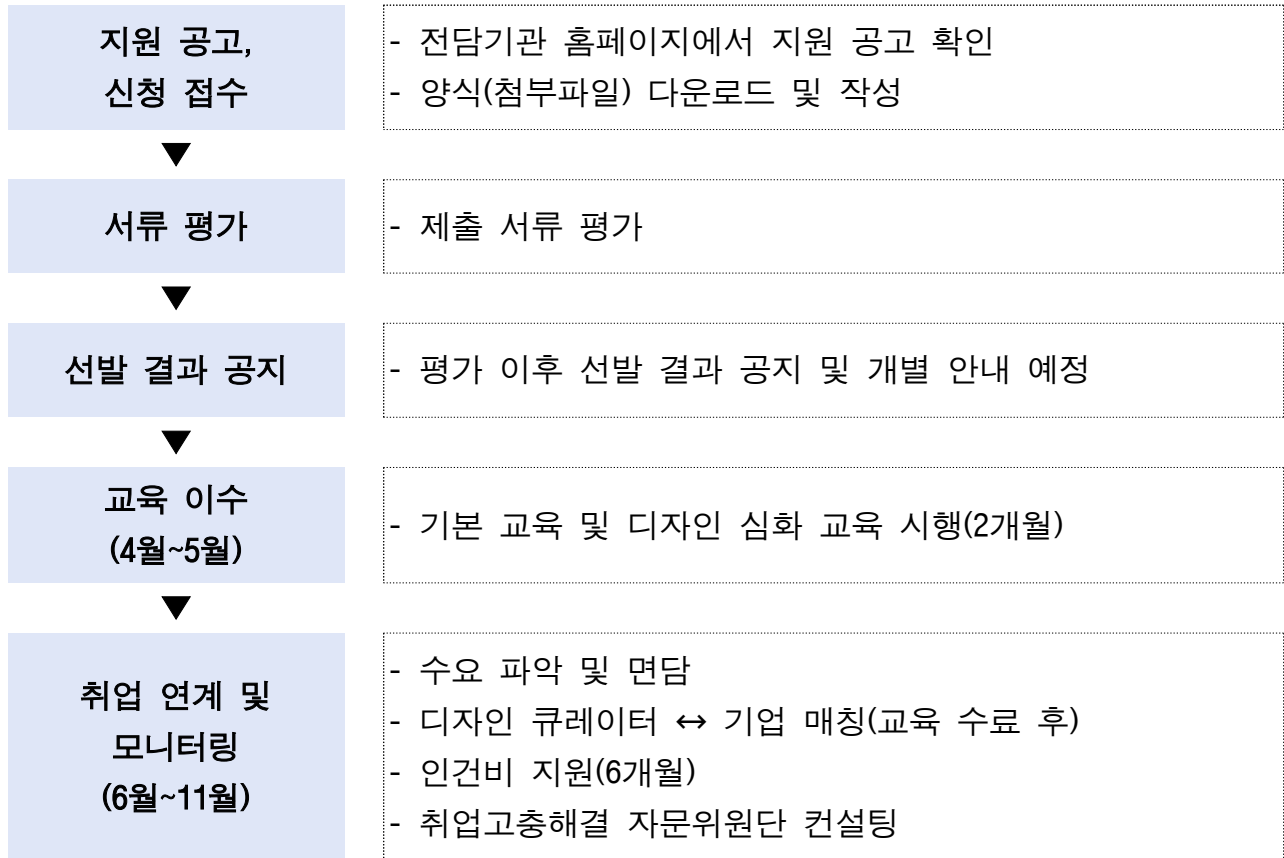 지원 공고,
신청 접수
- 전담기관 홈페이지에서 지원 공고 확인
- 양식(첨부파일) 다운로드 및 작성
▼
서류 평가
- 제출 서류 평가
▼
선발 결과 공지
- 평가 이후 선발 결과 공지 및 개별 안내 예정
▼
교육 이수
(4월~5월)
- 기본 교육 및 디자인 심화 교육 시행(2개월)
▼
취업 연계 및
모니터링
(6월~11월)
- 수요 파악 및 면담
- 디자인 큐레이터 ↔ 기업 매칭(교육 수료 후)
- 인건비 지원(6개월)
- 취업고충해결 자문위원단 컨설팅